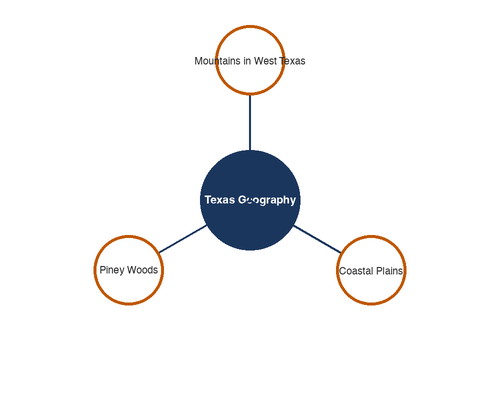 Mountains in West Texas
Texas Geography
Piney Woods
Coastal Plains